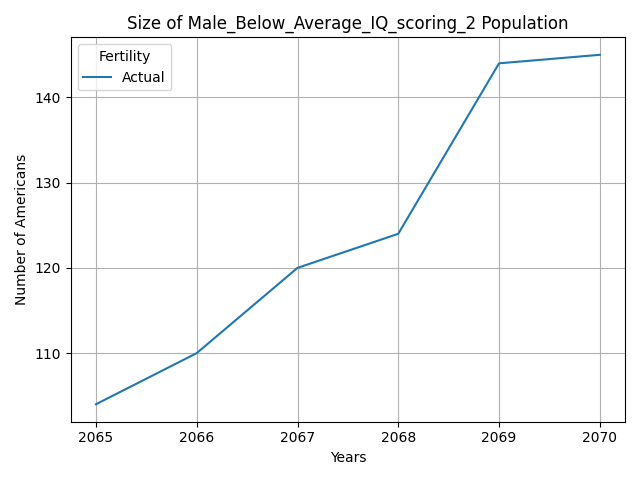 Size of Male_Below_Average_IQ_scoring_2 Population
Fertility
Actual
Number of Americans
140
130
120
110
2065 2066 2067 2068 2069 2070
Years